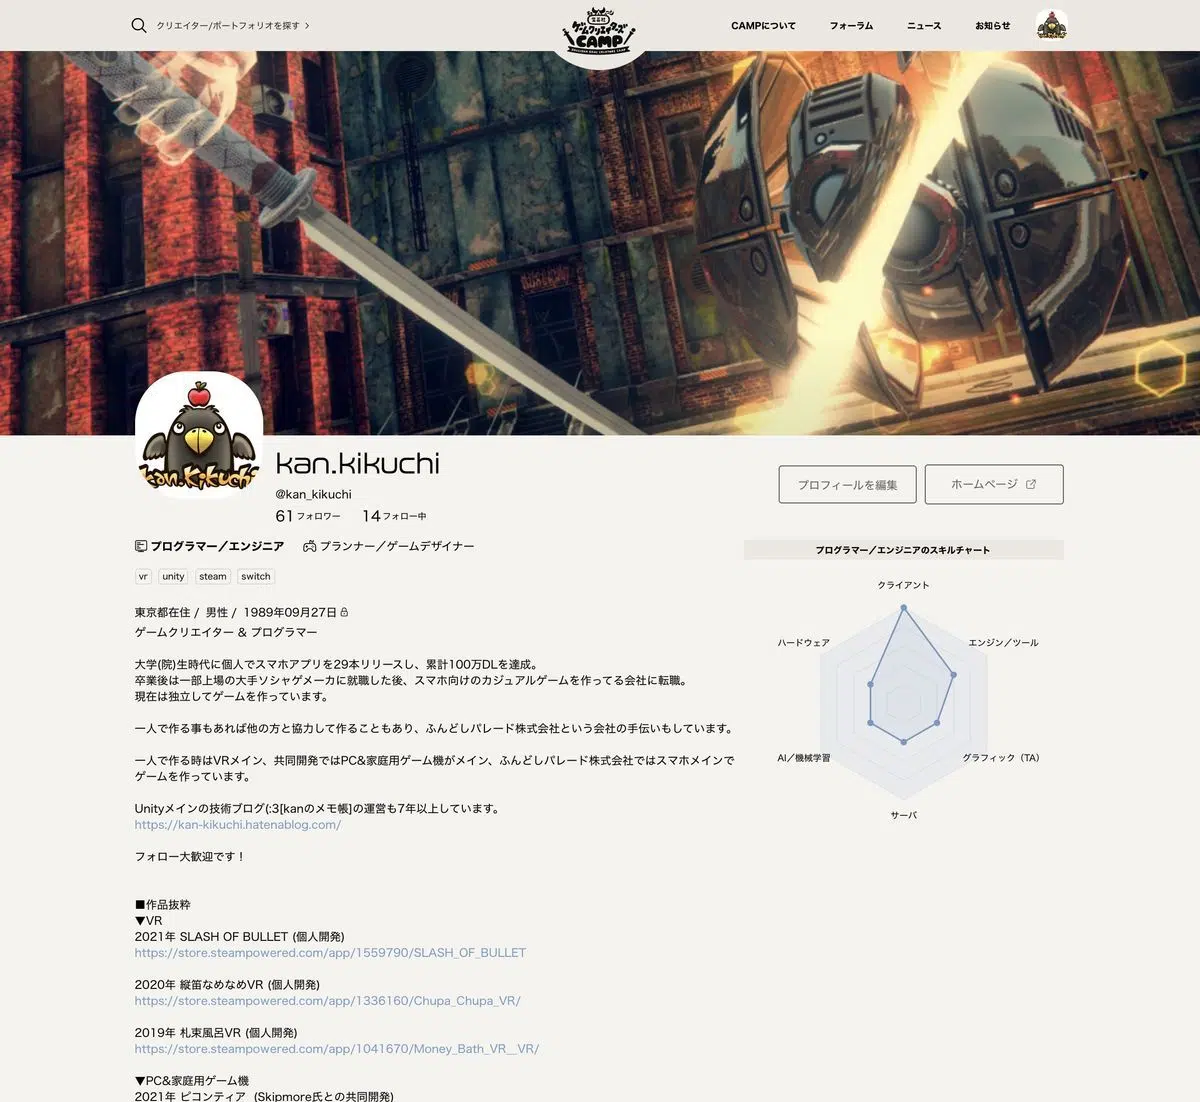 クリエイター/ポートフォリオを探す
集英社
ゲームクリエイターズ
CAMP
CAMPについて
フォーラム
ニュース
お知らせ
kan.kikuchi
kan.kikuchi
@kan_kikuchi
61フォロワー 14フォロー中
プロフィールを編集
ホームページ
プログラマー／エンジニア プランナー／ゲームデザイナー
vr unity steam switch
東京都在住 / 男性 / 1989年09月27日
ゲームクリエイター & プログラマー
大学(院)生時代に個人でスマホアプリを29本リリースし、累計100万DLを達成。
卒業後は一部上場の大手ソシャゲメーカに就職した後、スマホ向けのカジュアルゲームを作ってる会社に転職。
現在は独立してゲームを作っています。
一人で作る事もあれば他の方と協力して作ることもあり、ふんどしパレード株式会社という会社の手伝いもしています。
一人で作る時はVRメイン、共同開発ではPC&家庭用ゲーム機がメイン、ふんどしパレード株式会社ではスマホメインで
ゲームを作っています。
Unityメインの技術ブログ(:3[kanのメモ帳]の運営も7年以上しています。
https://kan-kikuchi.hatenablog.com/
フォロー大歓迎です！
■作品抜粋
▼VR
2021年 SLASH OF BULLET (個人開発)
https://store.steampowered.com/app/1559790/SLASH_OF_BULLET
2020年 縦笛なめなめVR (個人開発)
https://store.steampowered.com/app/1336160/Chupa_Chupa_VR/
2019年 札束風呂VR (個人開発)
https://store.steampowered.com/app/1041670/Money_Bath_VR__VR/
▼PC&家庭用ゲーム機
2021年 ピコンティア (Skipmore氏との共同開発)
プログラマー／エンジニアのスキルチャート
クライアント
ハードウェア
エンジン／ツール
AI／機械学習
グラフィック（TA）
サーバ